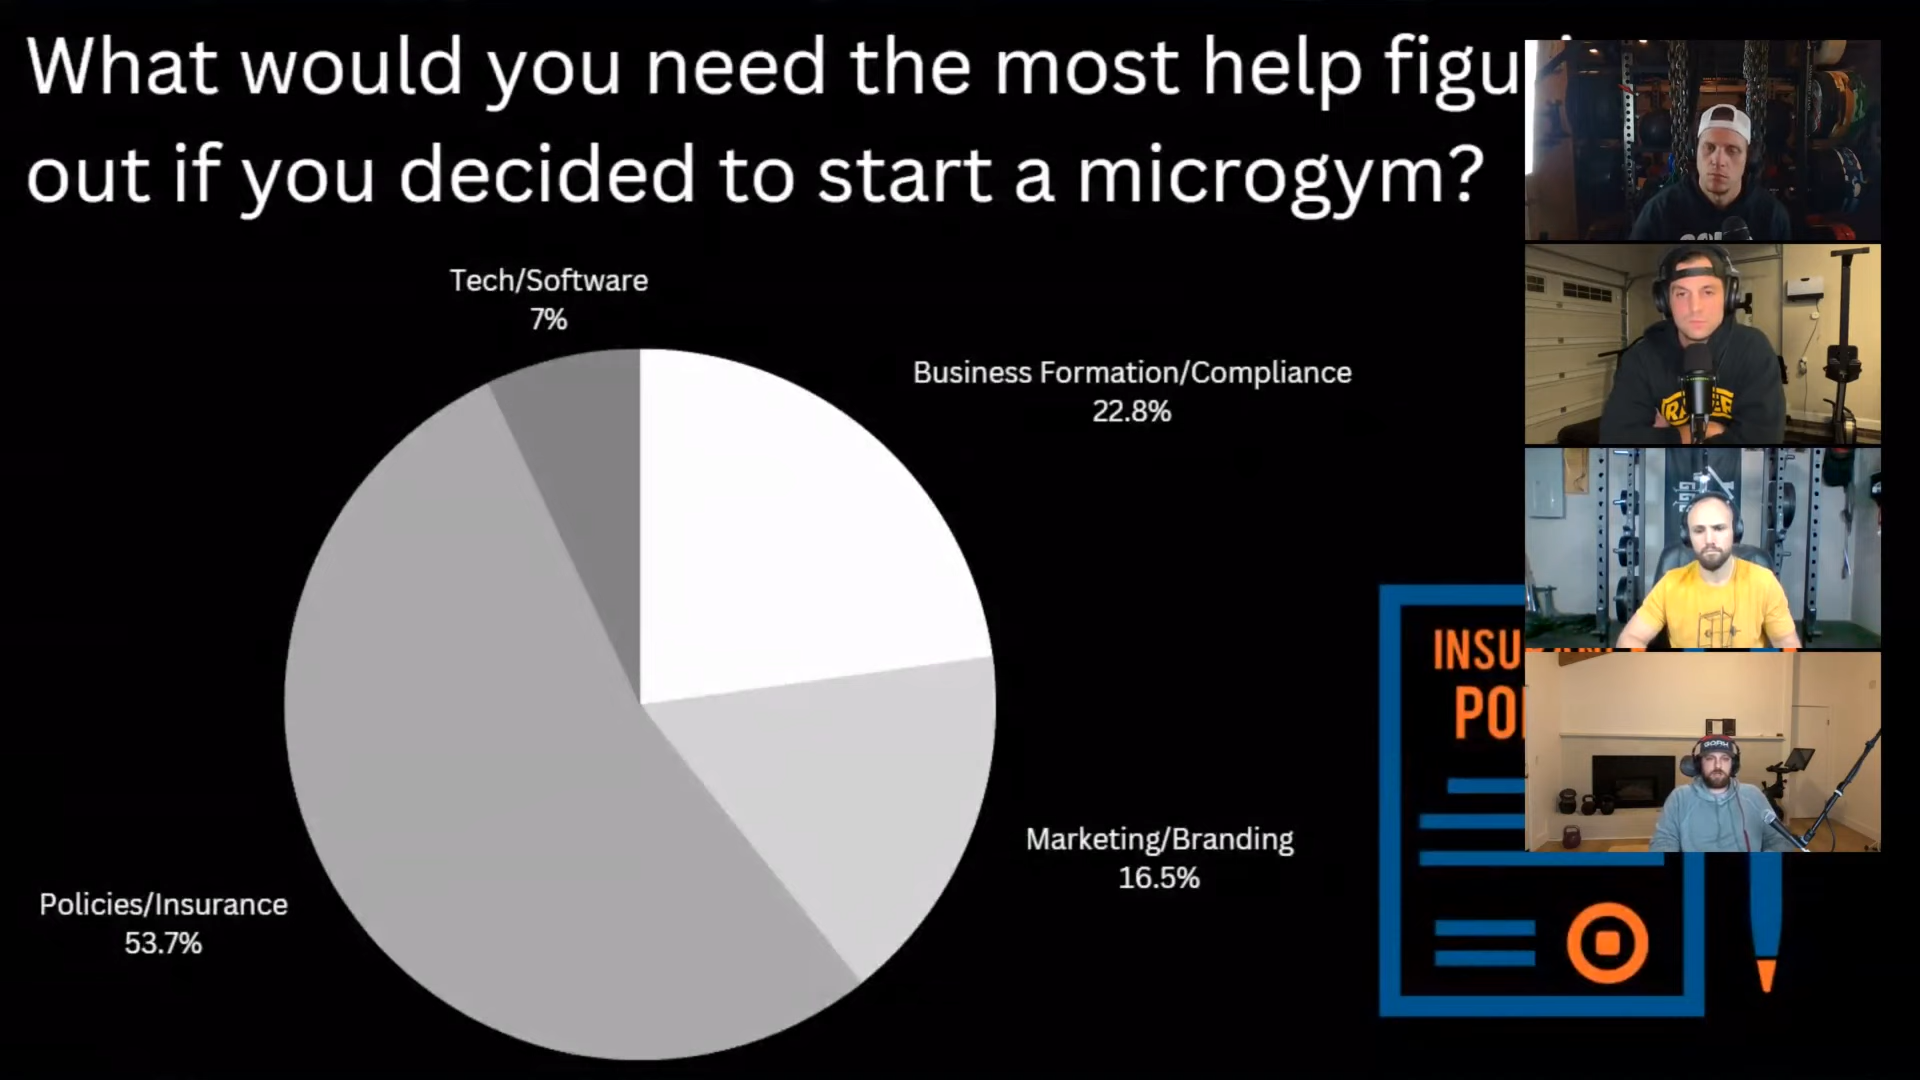 What would you need the most help figu
out if you decided to start a microgym?
Tech/Software
7%
Business Formation/Compliance
22.8%
Marketing/Branding
16.5%
Policies/Insurance
53.7%
INSU
PO